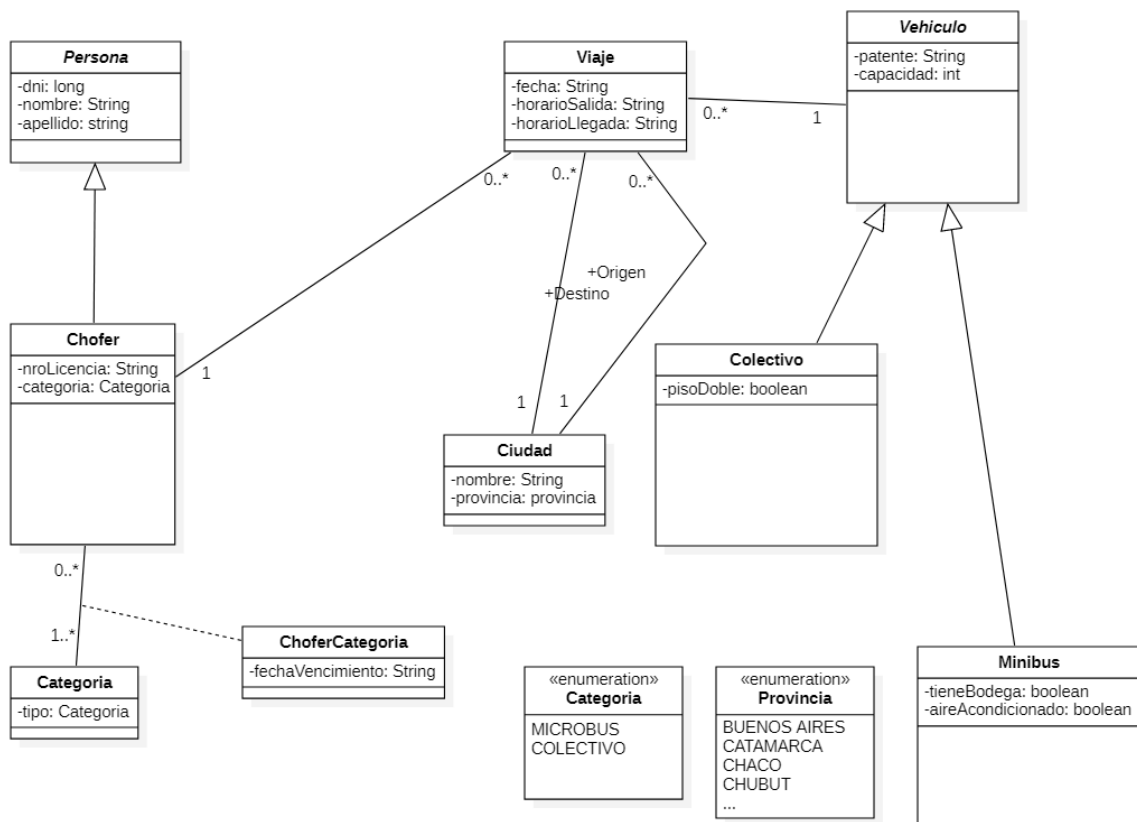 Persona
-dni: long
-nombre: String
-apellido: string
Viaje
-fecha: String
-horarioSalida: String
-horarioLlegada: String
Vehiculo
-patente: String
-capacidad: int
0..*
1
0..*
0..*
0..*
+Origen
+Destino
Chofer
-nroLicencia: String
-categoria: Categoria
1
Colectivo
-pisoDoble: boolean
1
1
Ciudad
-nombre: String
-provincia: provincia
0..*
1..*
ChoferCategoria
-fechaVencimiento: String
Categoria
-tipo: Categoria
«enumeration»
Categoria
MICROBUS
COLECTIVO
«enumeration»
Provincia
BUENOS AIRES
CATAMARCA
CHACO
CHUBUT
...
Minibus
-tieneBodega: boolean
-aireAcondicionado: boolean